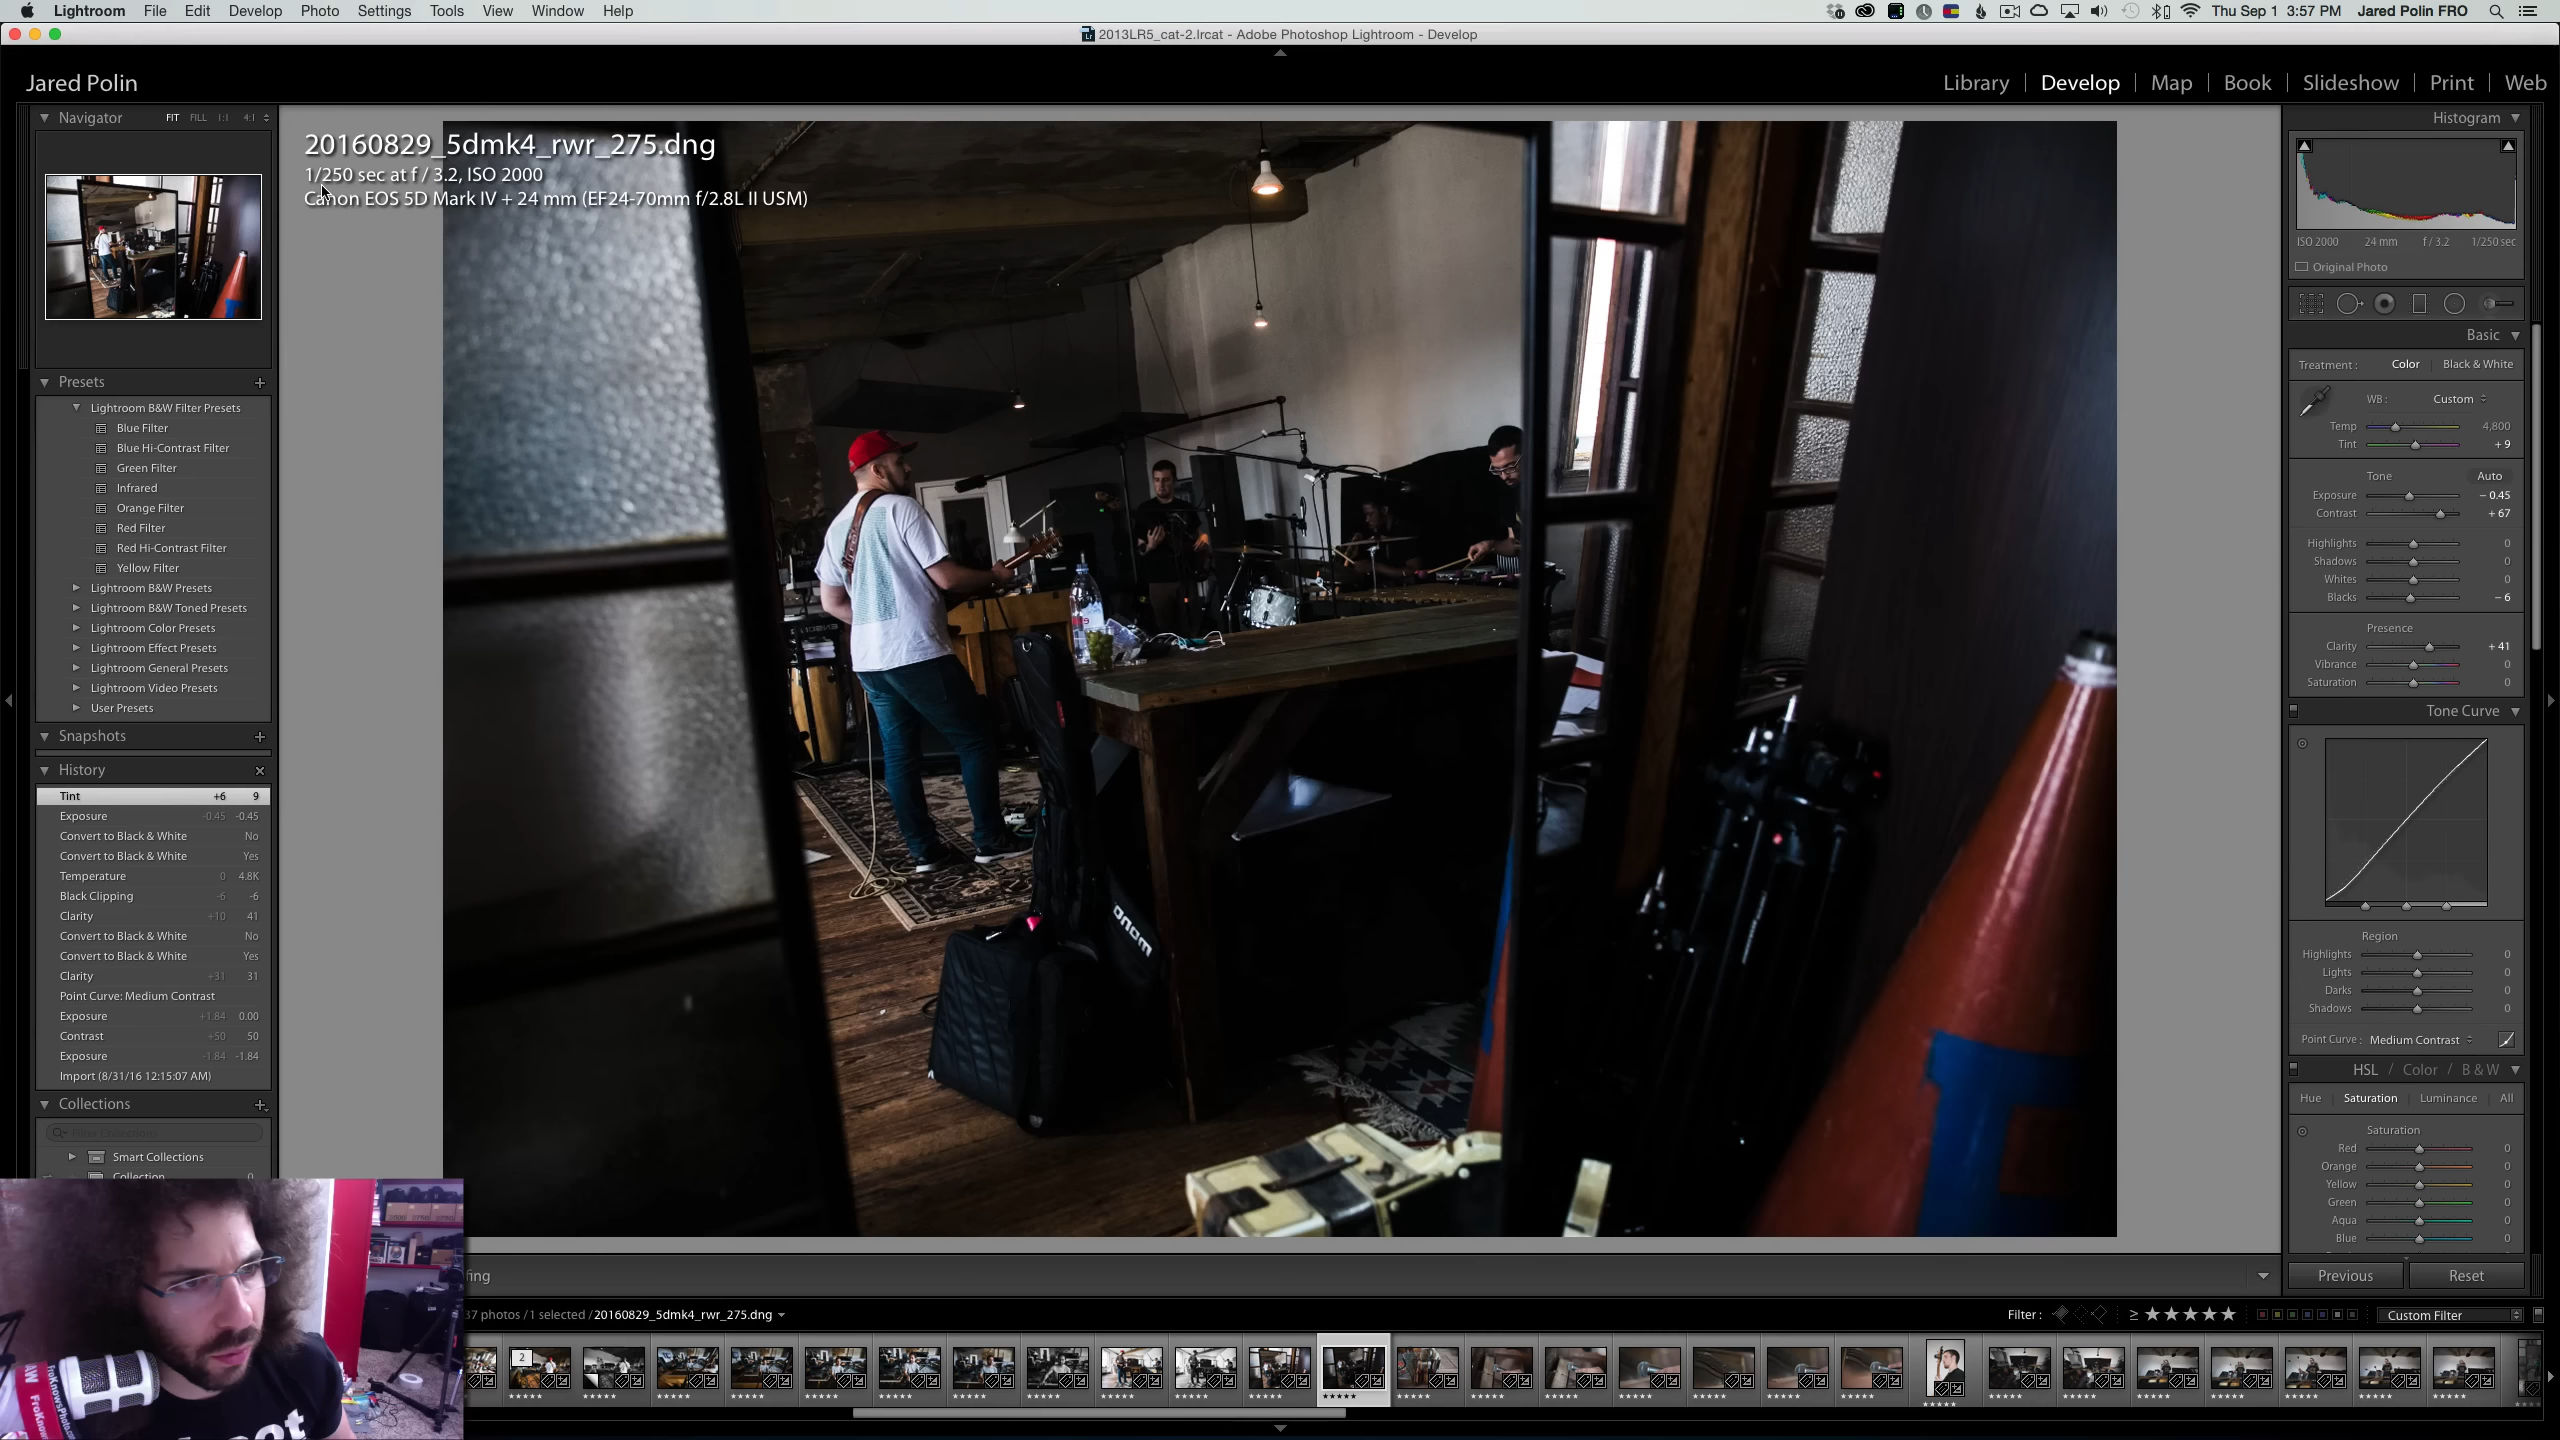 Lightroom File Edit Develop Photo Settings Tools View Window Help
Thu Sep 1 3:57 PM Jared Polin FRO
2013LR5_cat-2.lrcat - Adobe Photoshop Lightroom - Develop
Jared Polin
Library | Develop | Map | Book | Slideshow | Print | Web
Navigator FIT FILL 1:1 4:1
Presets
Lightroom B&W Filter Presets
Blue Filter
Blue Hi-Contrast Filter
Green Filter
Infrared
Orange Filter
Red Filter
Red Hi-Contrast Filter
Yellow Filter
Lightroom B&W Presets
Lightroom B&W Toned Presets
Lightroom Color Presets
Lightroom Effect Presets
Lightroom General Presets
Lightroom Video Presets
User Presets
Snapshots
History
Tint +6 9
Exposure -0.45 -0.45
Convert to Black & White No
Convert to Black & White Yes
Temperature 0 4.8K
Black Clipping -6 -6
Clarity +10 41
Convert to Black & White No
Convert to Black & White Yes
Clarity +31 31
Point Curve: Medium Contrast
Exposure +1.84 0.00
Contrast +50 50
Exposure -1.84 -1.84
Import (8/31/16 12:15:07 AM)
Collections
Filter Collections
Smart Collections
Collection 0
20160829_5dmk4_rwr_275.dng
1/250 sec at f / 3.2, ISO 2000
Canon EOS 5D Mark IV + 24 mm (EF24-70mm f/2.8L II USM)
mono
Histogram
ISO 2000 24 mm f / 3.2 1/250 sec
Original Photo
Basic
Treatment : Color | Black & White
WB : Custom
Temp 4,800
Tint + 9
Tone Auto
Exposure − 0.45
Contrast + 67
Highlights 0
Shadows 0
Whites 0
Blacks − 6
Presence
Clarity + 41
Vibrance 0
Saturation 0
Tone Curve
Region
Highlights 0
Lights 0
Darks 0
Shadows 0
Point Curve : Medium Contrast
HSL / Color / B & W
Hue | Saturation | Luminance | All
Saturation
Red 0
Orange 0
Yellow 0
Green 0
Aqua 0
Blue 0
Previous Reset
fing
37 photos / 1 selected / 20160829_5dmk4_rwr_275.dng
Filter : ≥ ★★★★★ Custom Filter
2